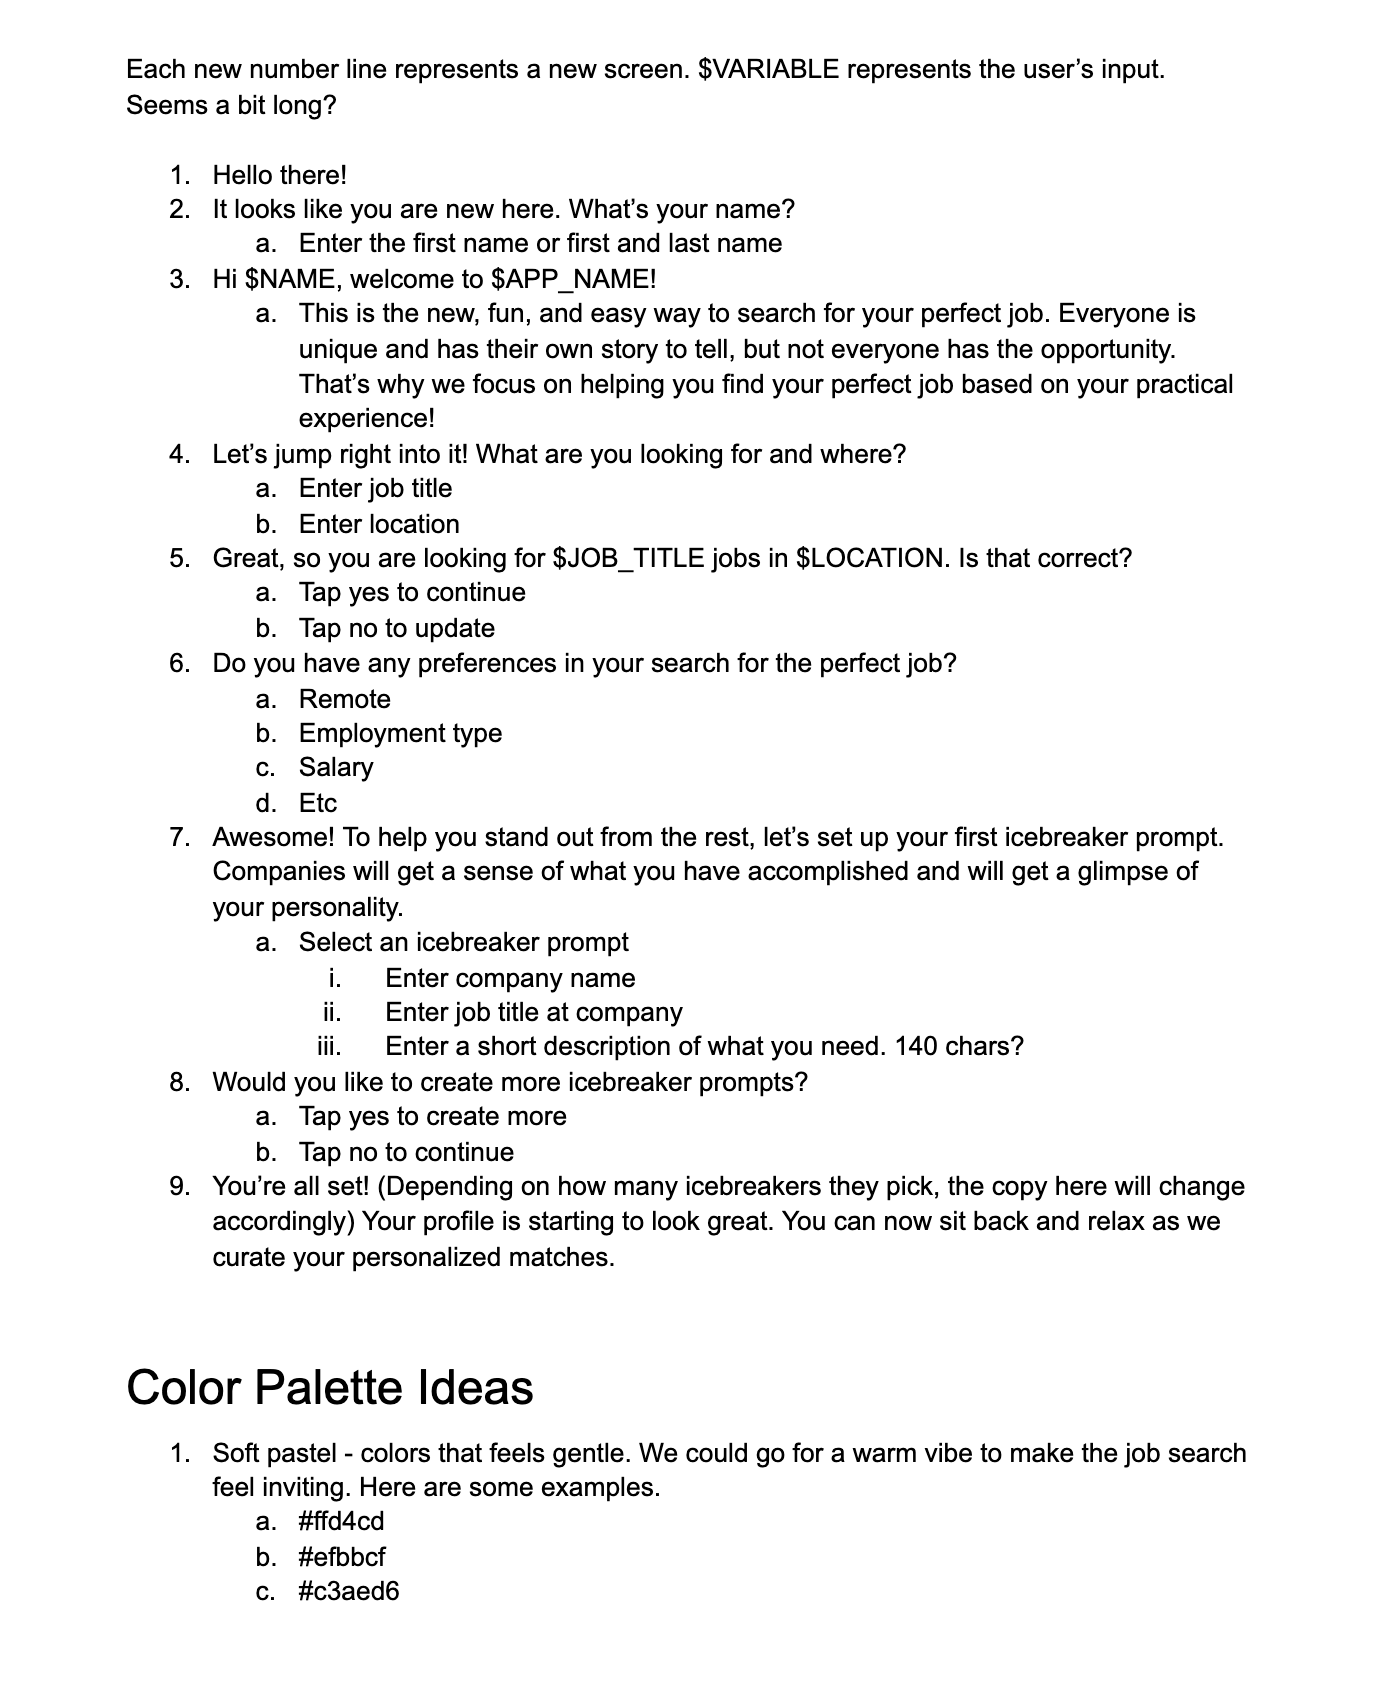 Each new number line represents a new screen. $VARIABLE represents the user’s input.
Seems a bit long?
1. Hello there!
2. It looks like you are new here. What’s your name?
a. Enter the first name or first and last name
3. Hi $NAME, welcome to $APP_NAME!
a. This is the new, fun, and easy way to search for your perfect job. Everyone is
unique and has their own story to tell, but not everyone has the opportunity.
That’s why we focus on helping you find your perfect job based on your practical
experience!
4. Let’s jump right into it! What are you looking for and where?
a. Enter job title
b. Enter location
5. Great, so you are looking for $JOB_TITLE jobs in $LOCATION. Is that correct?
a. Tap yes to continue
b. Tap no to update
6. Do you have any preferences in your search for the perfect job?
a. Remote
b. Employment type
c. Salary
d. Etc
7. Awesome! To help you stand out from the rest, let’s set up your first icebreaker prompt.
Companies will get a sense of what you have accomplished and will get a glimpse of
your personality.
a. Select an icebreaker prompt
i. Enter company name
ii. Enter job title at company
iii. Enter a short description of what you need. 140 chars?
8. Would you like to create more icebreaker prompts?
a. Tap yes to create more
b. Tap no to continue
9. You’re all set! (Depending on how many icebreakers they pick, the copy here will change
accordingly) Your profile is starting to look great. You can now sit back and relax as we
curate your personalized matches.
Color Palette Ideas
1. Soft pastel - colors that feels gentle. We could go for a warm vibe to make the job search
feel inviting. Here are some examples.
a. #ffd4cd
b. #efbbcf
c. #c3aed6